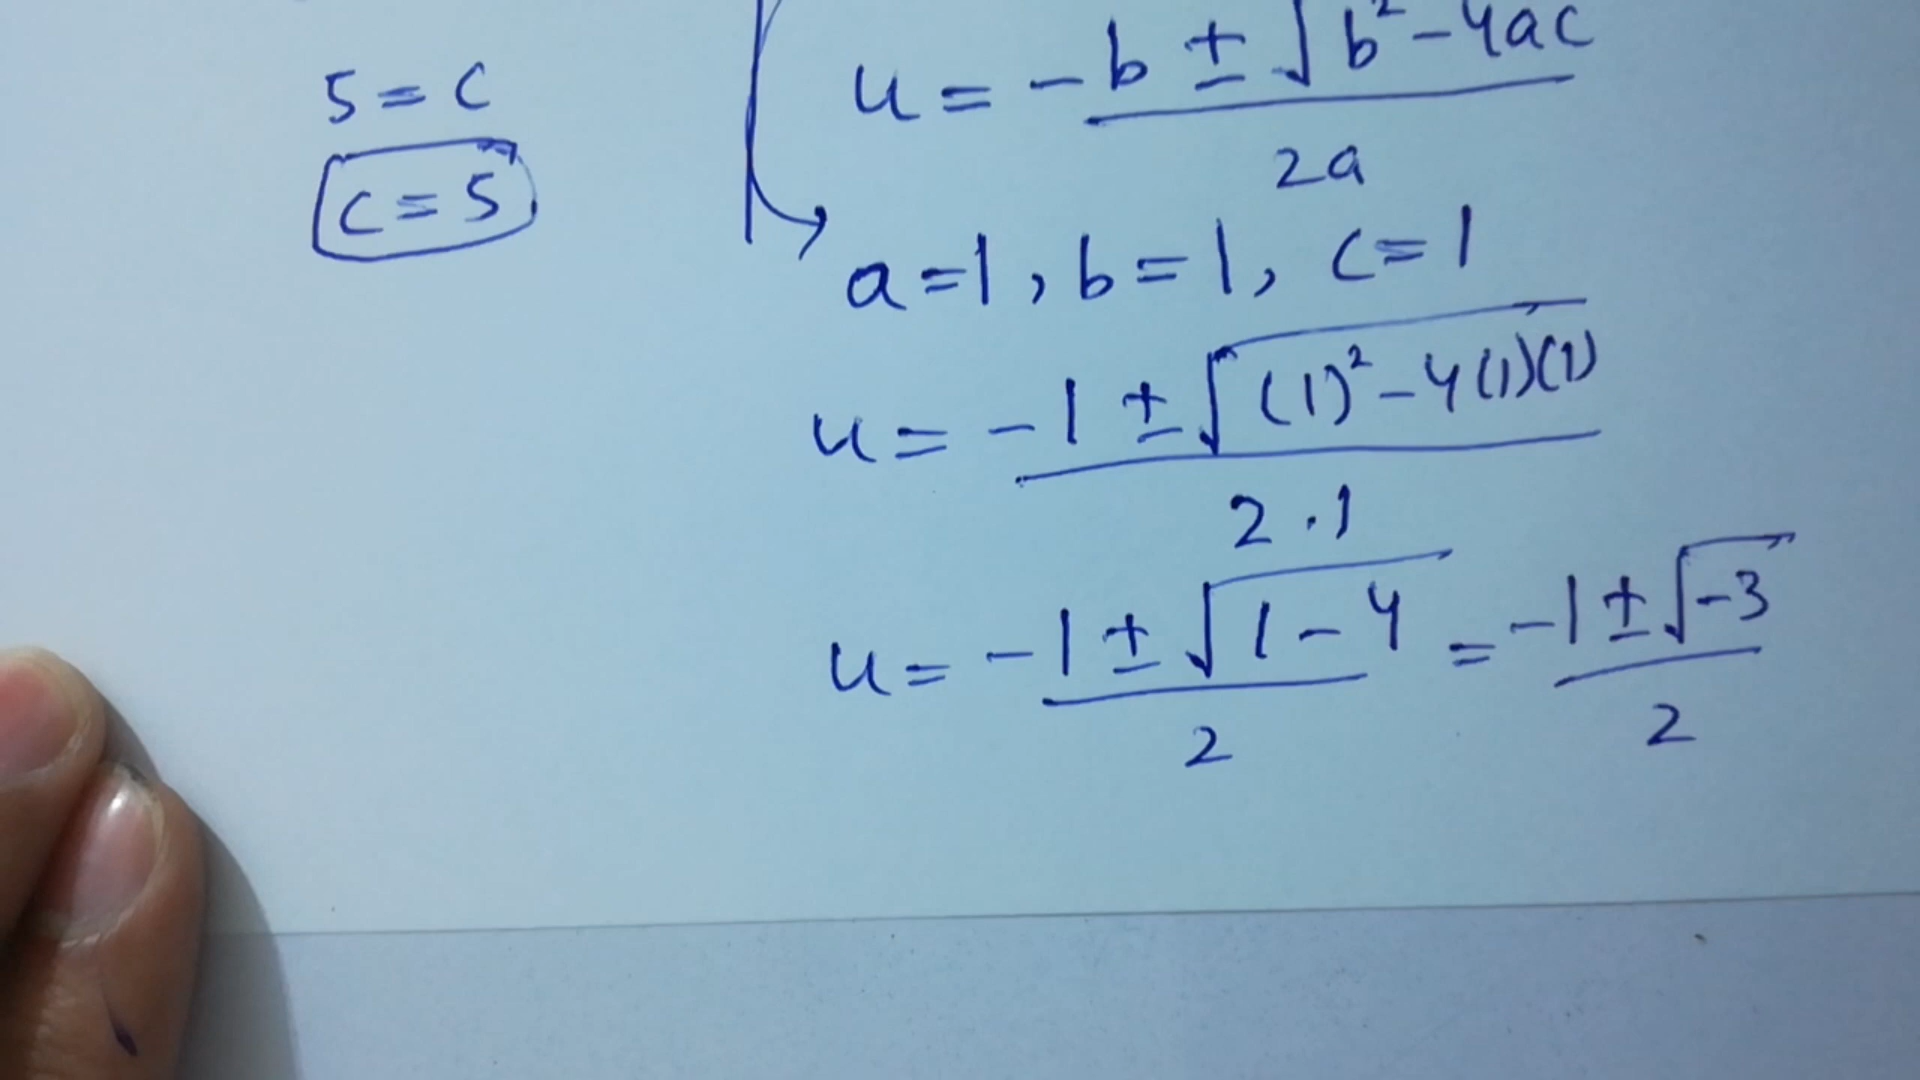 5 = c
c = 5
u = -b ± √b² - 4ac / 2a
a = 1 , b = 1 , c = 1
u = -1 ± √(1)² - 4(1)(1) / 2 . 1
u = -1 ± √1 - 4 / 2 = -1 ± √-3 / 2